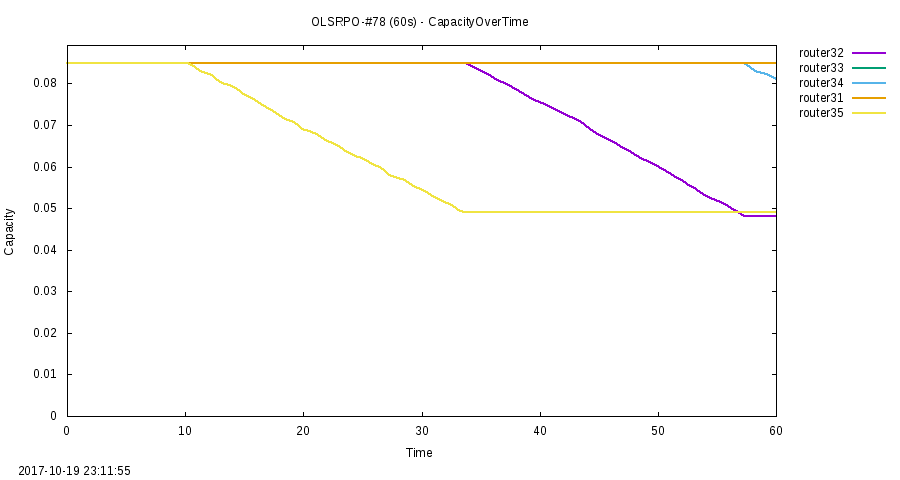 OLSRPO-#78 (60s) - CapacityOverTime
router32
router33
router34
router31
router35
0.08
0.07
0.06
0.05
0.04
0.03
0.02
0.01
0
Capacity
0 10 20 30 40 50 60
Time
2017-10-19 23:11:55